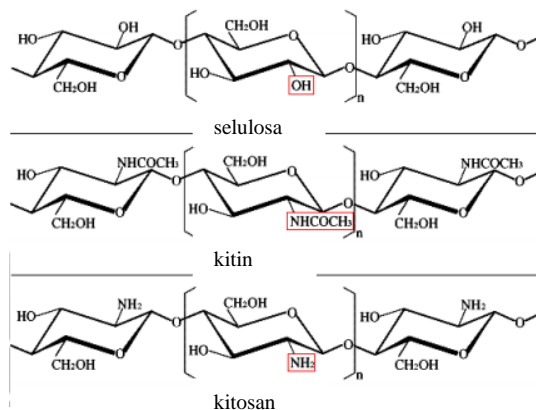 HO OH CH₂OH HO OH
HO O O O O O
HO OH
CH₂OH n CH₂OH
selulosa
NHCOCH₃ CH₂OH NHCOCH₃
HO O O O O O HO
HO NHCOCH₃
CH₂OH n CH₂OH
kitin
NH₂ CH₂OH NH₂
HO O O O O O HO
HO NH₂
CH₂OH n CH₂OH
kitosan